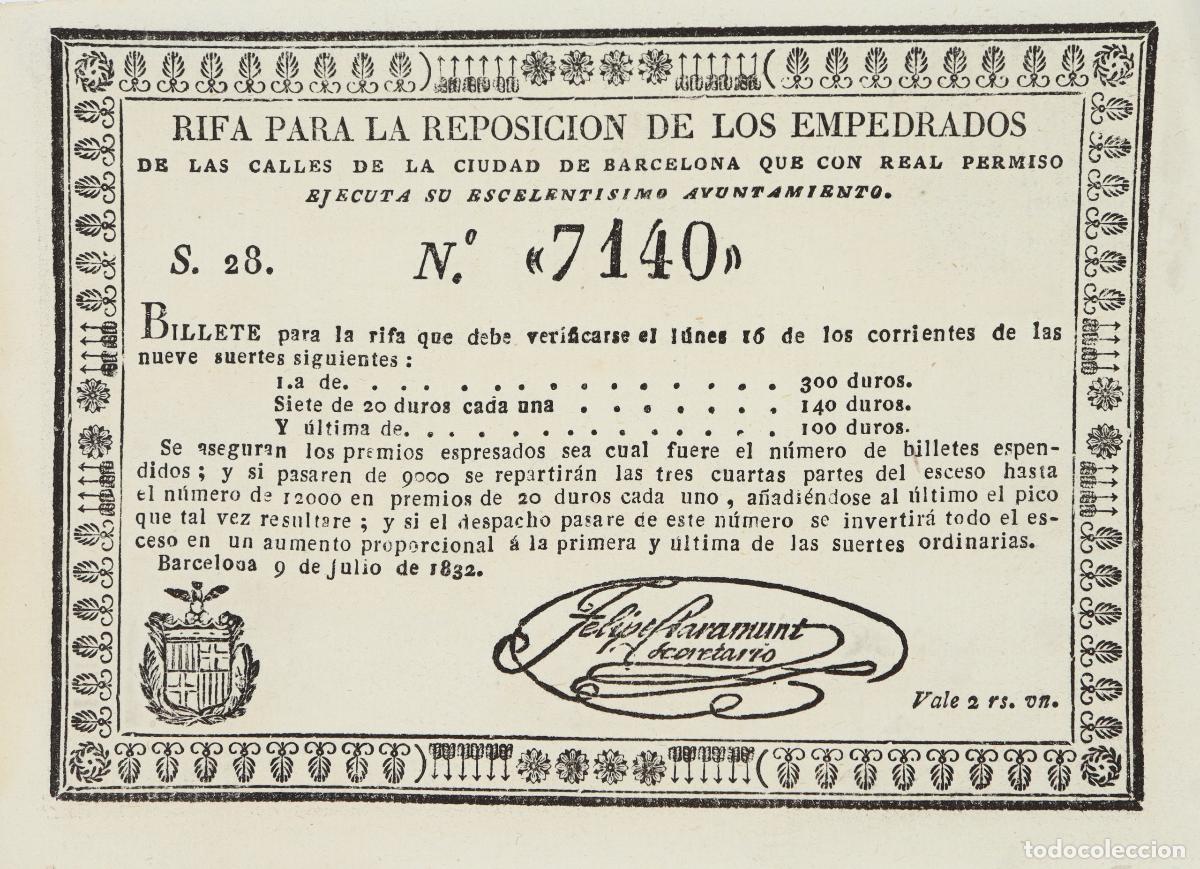 RIFA PARA LA REPOSICION DE LOS EMPEDRADOS
DE LAS CALLES DE LA CIUDAD DE BARCELONA QUE CON REAL PERMISO
EJECUTA SU ESCELENTISIMO AYUNTAMIENTO.
S. 28. N.º «7140»
BILLETE para la rifa que debe verificarse el lúnes 16 de los corrientes de las
nueve suertes siguientes :
1.a de. . . . . . . . . . . . . . . 300 duros.
Siete de 20 duros cada una . . . . . . . 140 duros.
Y última de. . . . . . . . . . . . . 100 duros.
Se aseguran los premios espresados sea cual fuere el número de billetes espen-
didos ; y si pasaren de 9000 se repartirán las tres cuartas partes del esceso hasta
el número de 12000 en premios de 20 duros cada uno , añadiéndose al último el pico
que tal vez resultare ; y si el despacho pasare de este número se invertirá todo el es-
ceso en un aumento proporcional á la primera y última de las suertes ordinarias.
Barcelona 9 de Julio de 1832.
Felipe Paramunt
Secretario
Vale 2 rs. vn.
todocoleccion